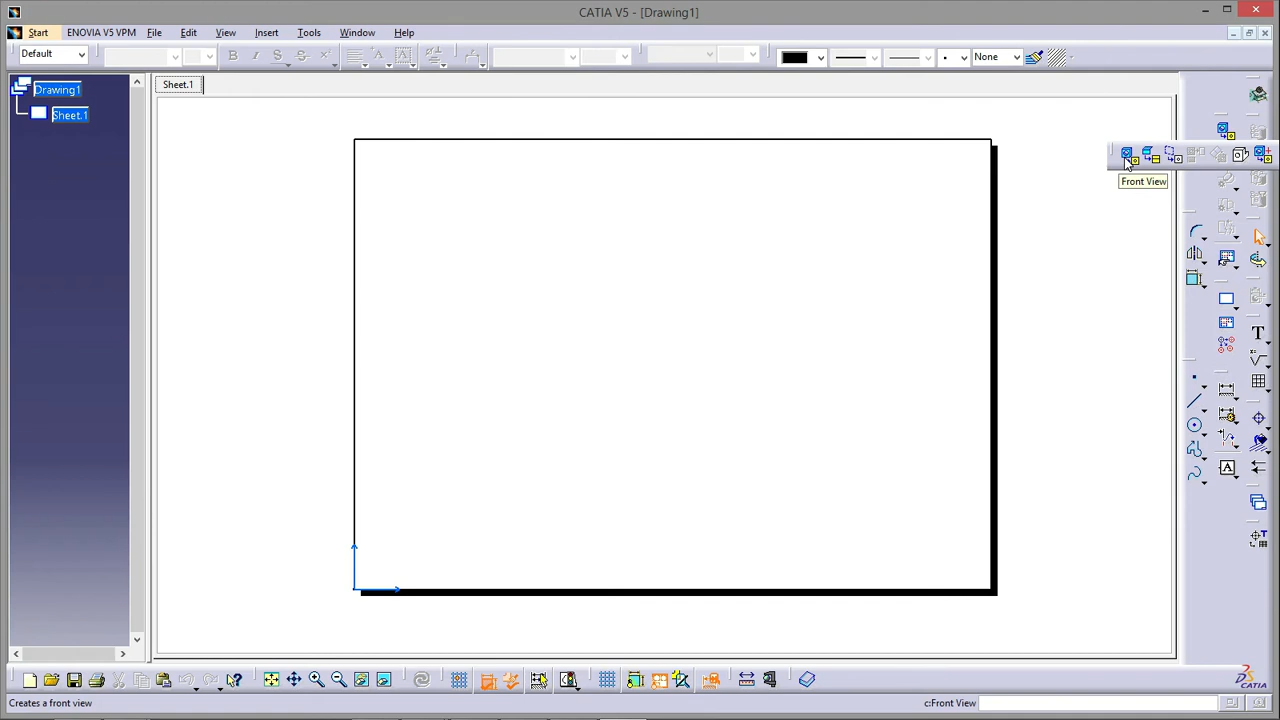 CATIA V5 - [Drawing1]
Start ENOVIA V5 VPM File Edit View Insert Tools Window Help
Default B I S S None
Sheet.1
Drawing1
Sheet.1
Front View
T
A
Creates a front view c:Front View
CATIA